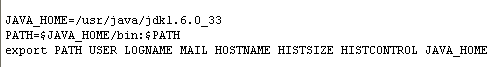 JAVA_HOME=/usr/java/jdk1.6.0_33
PATH=$JAVA_HOME/bin:$PATH
export PATH USER LOGNAME MAIL HOSTNAME HISTSIZE HISTCONTROL JAVA_HOME